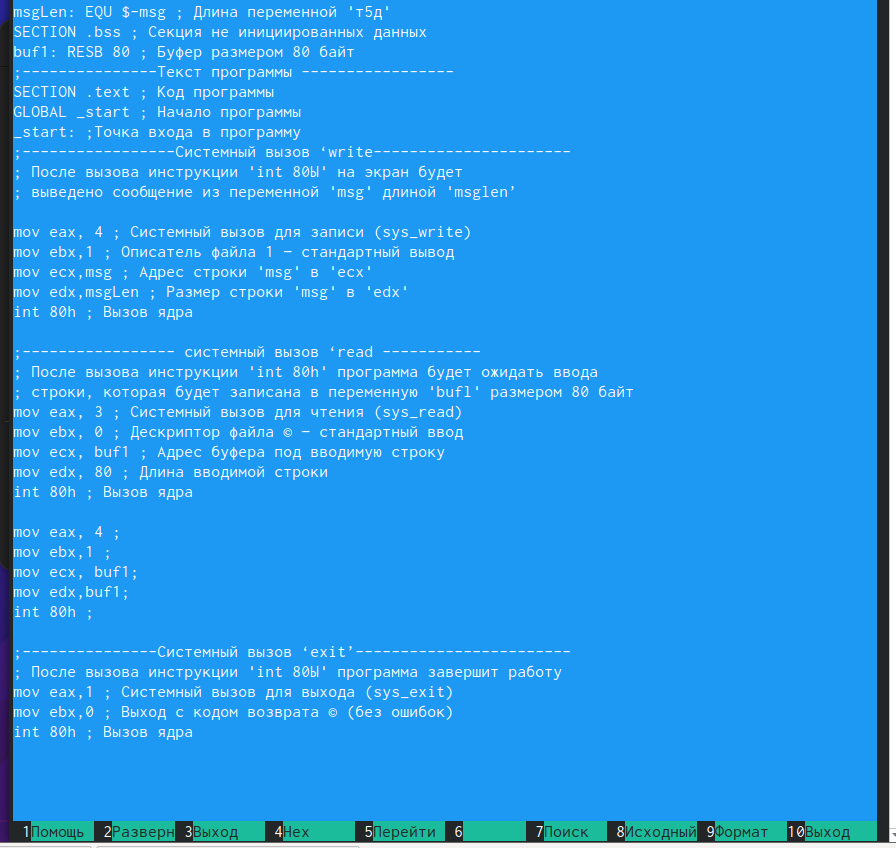 msgLen: EQU $-msg ; Длина переменной 'т5д'
SECTION .bss ; Секция не инициированных данных
buf1: RESB 80 ; Буфер размером 80 байт
;---------------Текст программы -----------------
SECTION .text ; Код программы
GLOBAL _start ; Начало программы
_start: ;Точка входа в программу
;-----------------Системный вызов ‘write----------------------
; После вызова инструкции 'int 80Ы' на экран будет
; выведено сообщение из переменной 'msg' длиной 'msglen’
mov eax, 4 ; Системный вызов для записи (sys_write)
mov ebx,1 ; Описатель файла 1 – стандартный вывод
mov ecx,msg ; Адрес строки 'msg' в 'ecx'
mov edx,msgLen ; Размер строки 'msg' в 'edx'
int 80h ; Вызов ядра
;----------------- системный вызов ‘read -----------
; После вызова инструкции 'int 80h' программа будет ожидать ввода
; строки, которая будет записана в переменную 'bufl' размером 80 байт
mov eax, 3 ; Системный вызов для чтения (sys_read)
mov ebx, 0 ; Дескриптор файла © – стандартный ввод
mov ecx, buf1 ; Адрес буфера под вводимую строку
mov edx, 80 ; Длина вводимой строки
int 80h ; Вызов ядра
mov eax, 4 ;
mov ebx,1 ;
mov ecx, buf1;
mov edx,buf1;
int 80h ;
;---------------Системный вызов ‘exit’------------------------
; После вызова инструкции 'int 80Ы' программа завершит работу
mov eax,1 ; Системный вызов для выхода (sys_exit)
mov ebx,0 ; Выход с кодом возврата © (без ошибок)
int 80h ; Вызов ядра
1Помощь 2Разверн 3Выход 4Hex 5Перейти 6 7Поиск 8Исходный 9Формат 10Выход